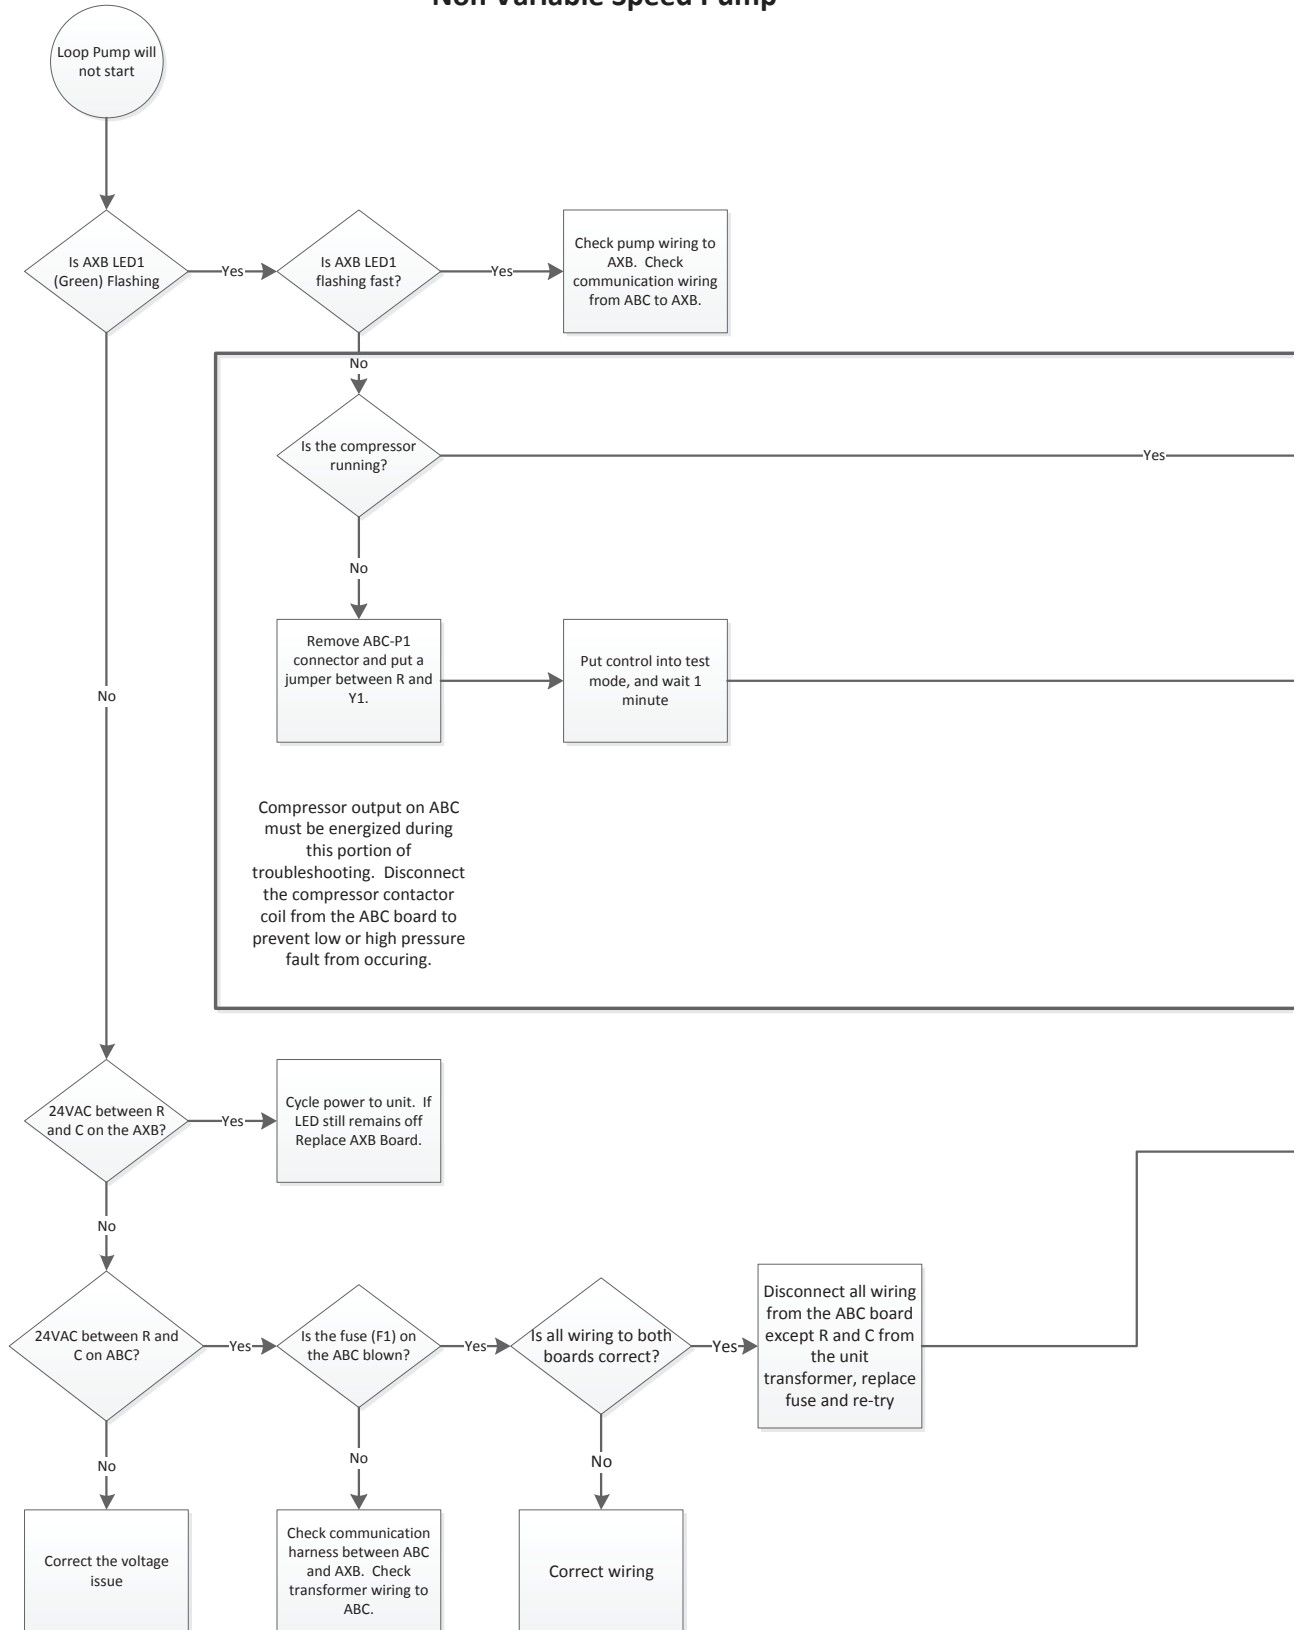 Non Variable Speed Pump
Loop Pump will
not start
Is AXB LED1
(Green) Flashing
Yes
Is AXB LED1
flashing fast?
Yes
Check pump wiring to
AXB. Check
communication wiring
from ABC to AXB.
No
Is the compressor
running?
Yes
No
Remove ABC-P1
connector and put a
jumper between R and
Y1.
Put control into test
mode, and wait 1
minute
No
Compressor output on ABC
must be energized during
this portion of
troubleshooting. Disconnect
the compressor contactor
coil from the ABC board to
prevent low or high pressure
fault from occuring.
24VAC between R
and C on the AXB?
Yes
Cycle power to unit. If
LED still remains off
Replace AXB Board.
No
24VAC between R and
C on ABC?
Yes
Is the fuse (F1) on
the ABC blown?
Yes
Is all wiring to both
boards correct?
Yes
Disconnect all wiring
from the ABC board
except R and C from
the unit
transformer, replace
fuse and re-try
No
No
No
Correct the voltage
issue
Check communication
harness between ABC
and AXB. Check
transformer wiring to
ABC.
Correct wiring